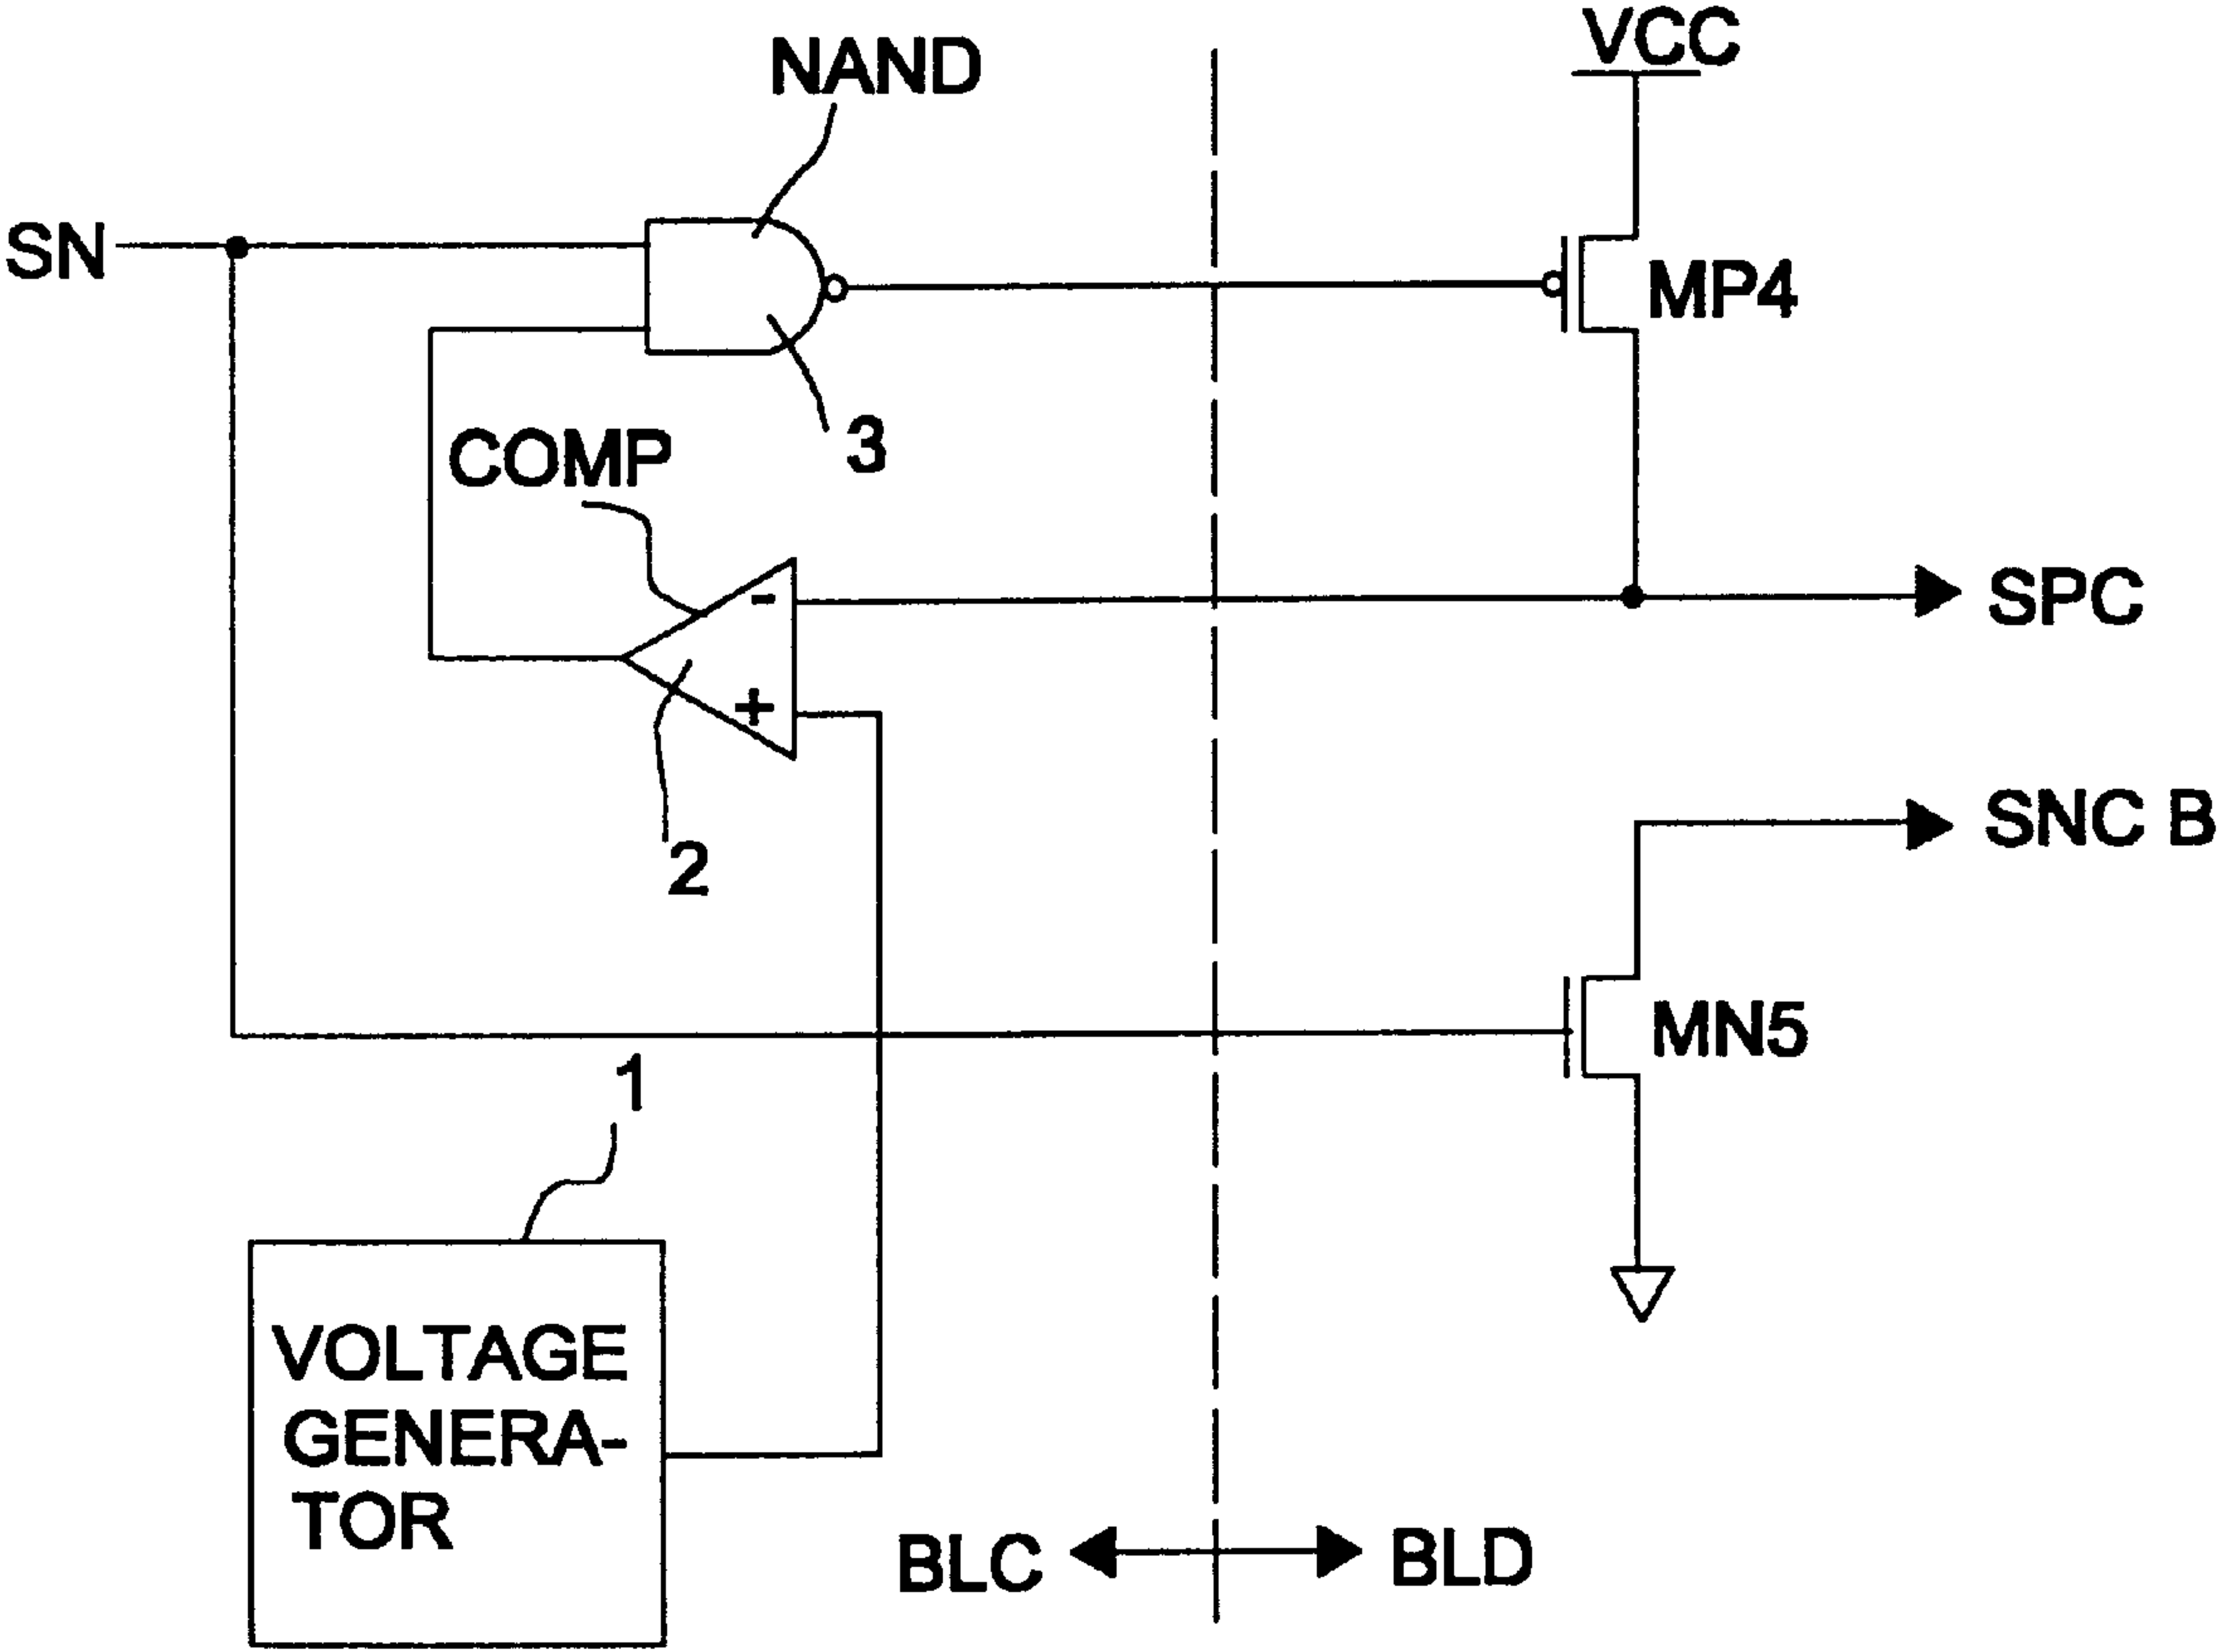 VCC
NAND
SN
MP4
3
COMP
-
SPC
+
SNC B
2
MN5
1
VOLTAGE
GENERA-
TOR
BLC
BLD